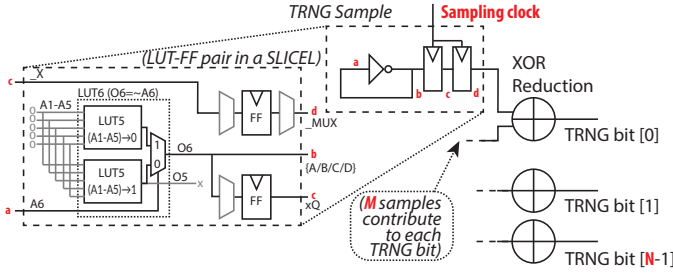 TRNG Sample
Sampling clock
(LUT-FF pair in a SLICEL)
a
b
c
d
XOR
Reduction
TRNG bit [0]
c
_X
LUT6 (O6=~A6)
0
0
0
0
0
A1-A5
LUT5
(A1-A5)→0
1
0
O6
LUT5
(A1-A5)→1
O5
x
a
A6
FF
d
_MUX
b
{A/B/C/D}
FF
c
xQ
(M samples
contribute
to each
TRNG bit)
TRNG bit [1]
TRNG bit [N-1]